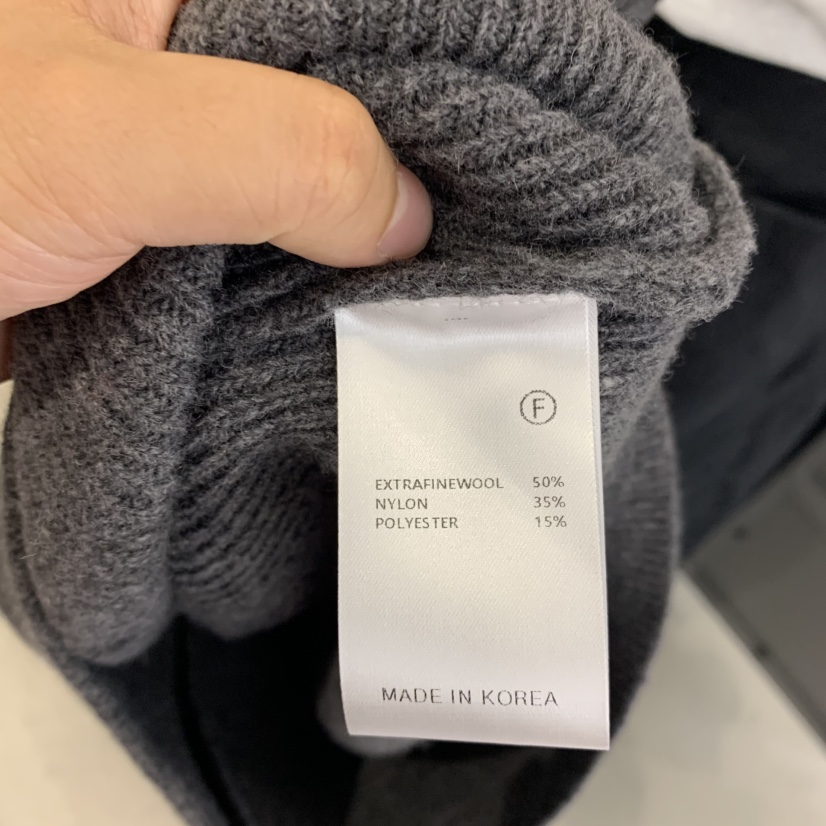 F
EXTRAFINEWOOL 50%
NYLON 35%
POLYESTER 15%
MADE IN KOREA